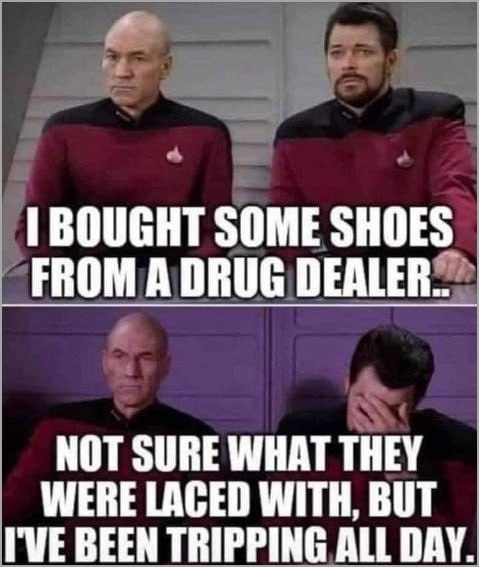 I BOUGHT SOME SHOES
FROM A DRUG DEALER..
NOT SURE WHAT THEY
WERE LACED WITH, BUT
I'VE BEEN TRIPPING ALL DAY.